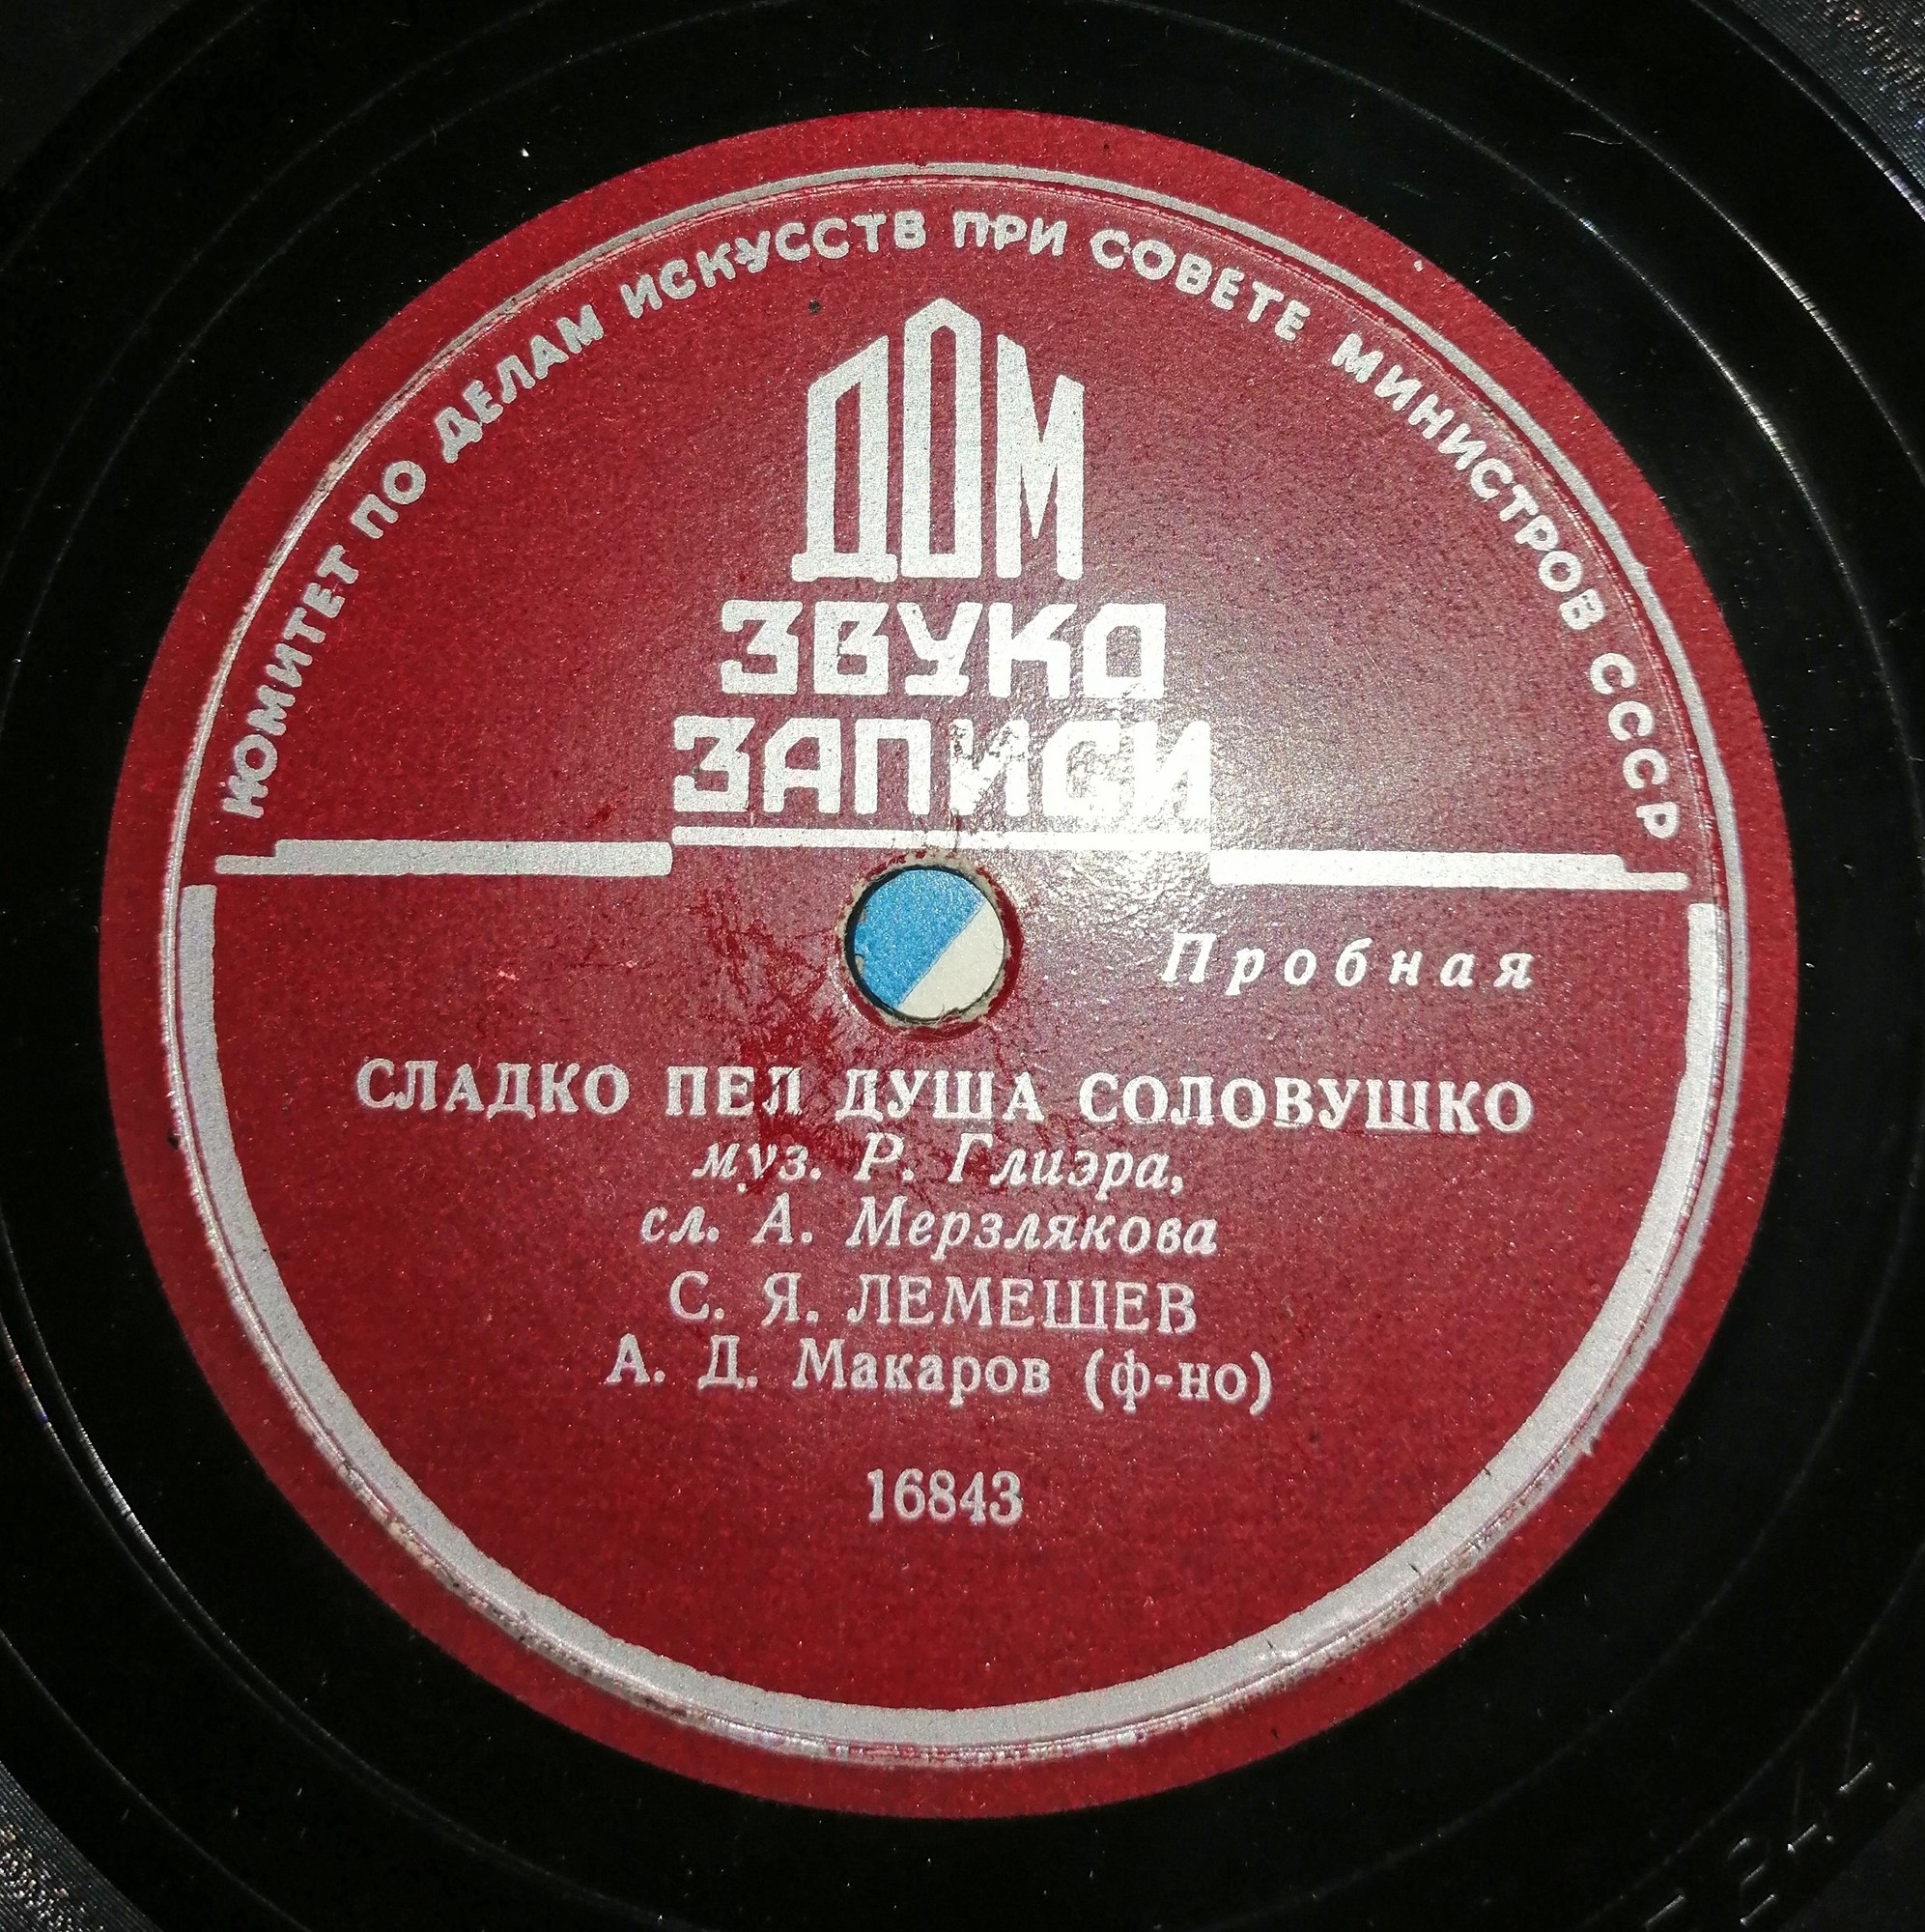 КОМИТЕТ ПО ДЕЛАМ ИСКУССТВ ПРИ СОВЕТЕ МИНИСТРОВ СССР
ДОМ
ЗВУКО
ЗАПИСИ
Пробная
СЛАДКО ПЕЛ ДУША СОЛОВУШКО
муз. Р. Глиэра,
сл. А. Мерзлякова
С. Я. ЛЕМЕШЕВ
А. Д. Макаров (ф-но)
16843